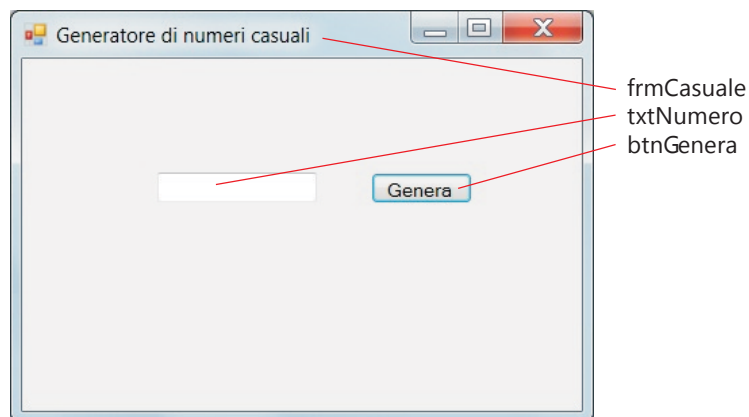 Generatore di numeri casuali
frmCasuale
txtNumero
btnGenera
Genera